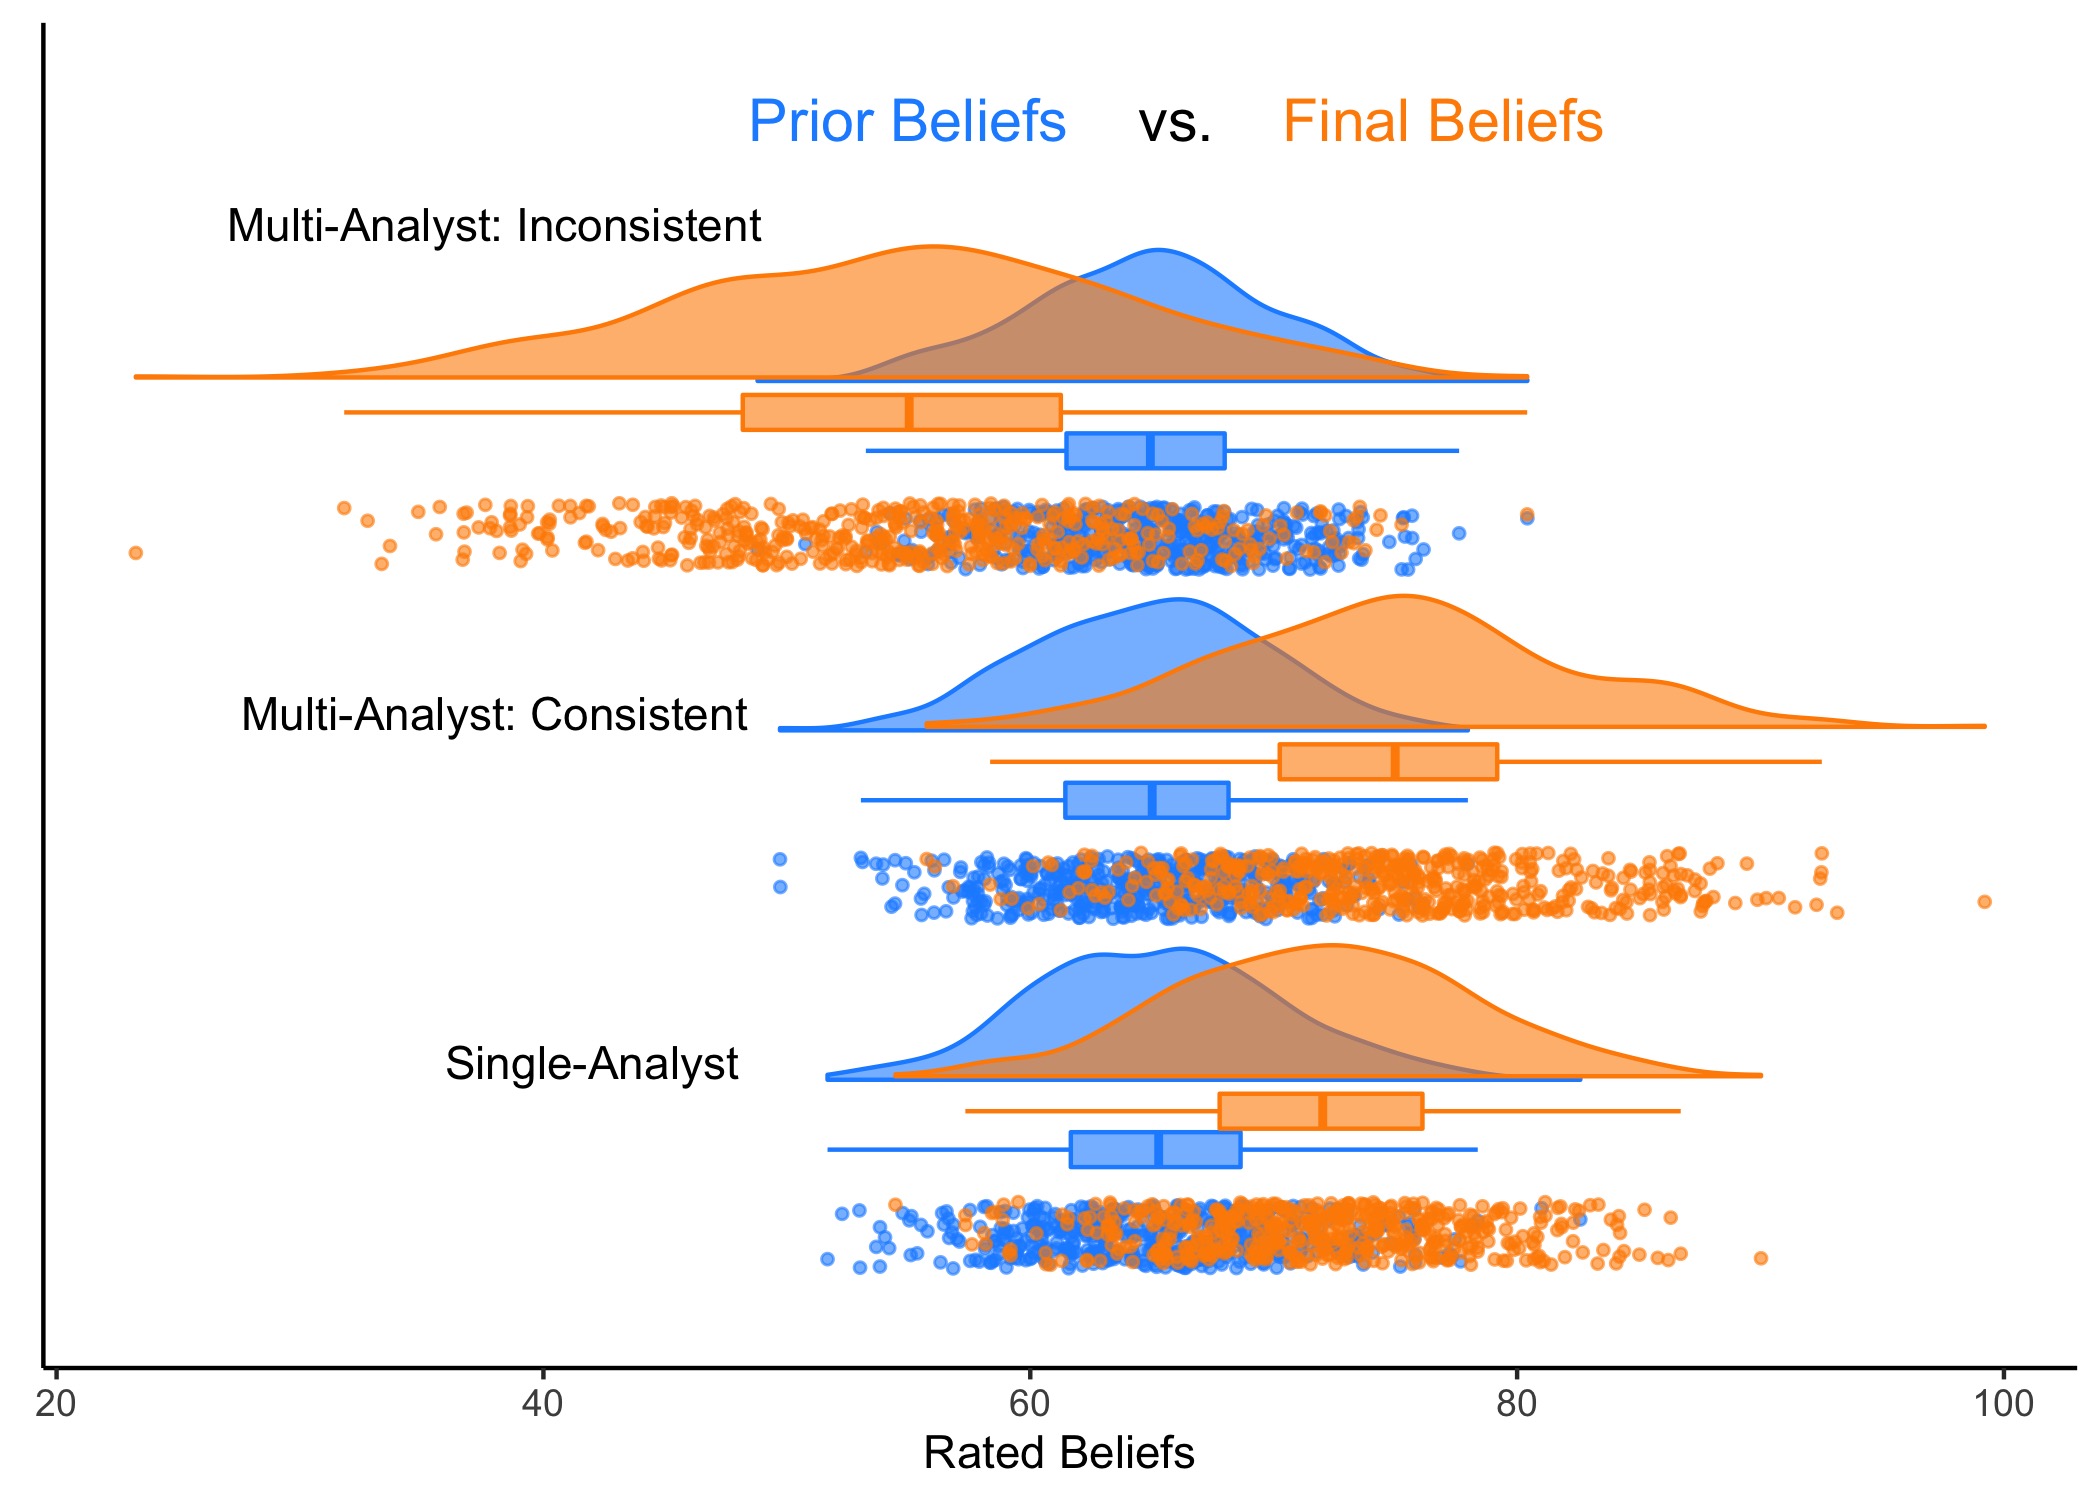 Prior Beliefs vs. Final Beliefs
Multi-Analyst: Inconsistent
Multi-Analyst: Consistent
Single-Analyst
20 40 60 80 100
Rated Beliefs